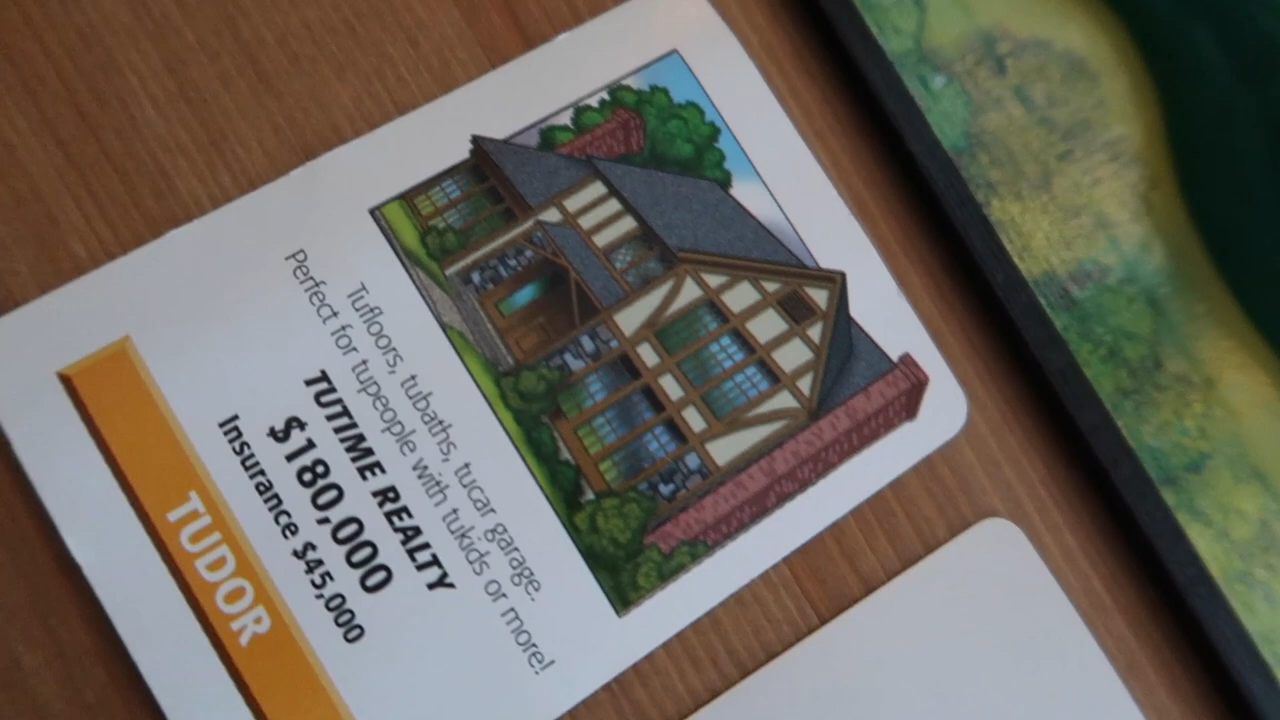 Tufloors, tubaths, tucar garage.
Perfect for tupeople with tukids or more!
TUTIME REALTY
$180,000
Insurance $45,000
TUDOR